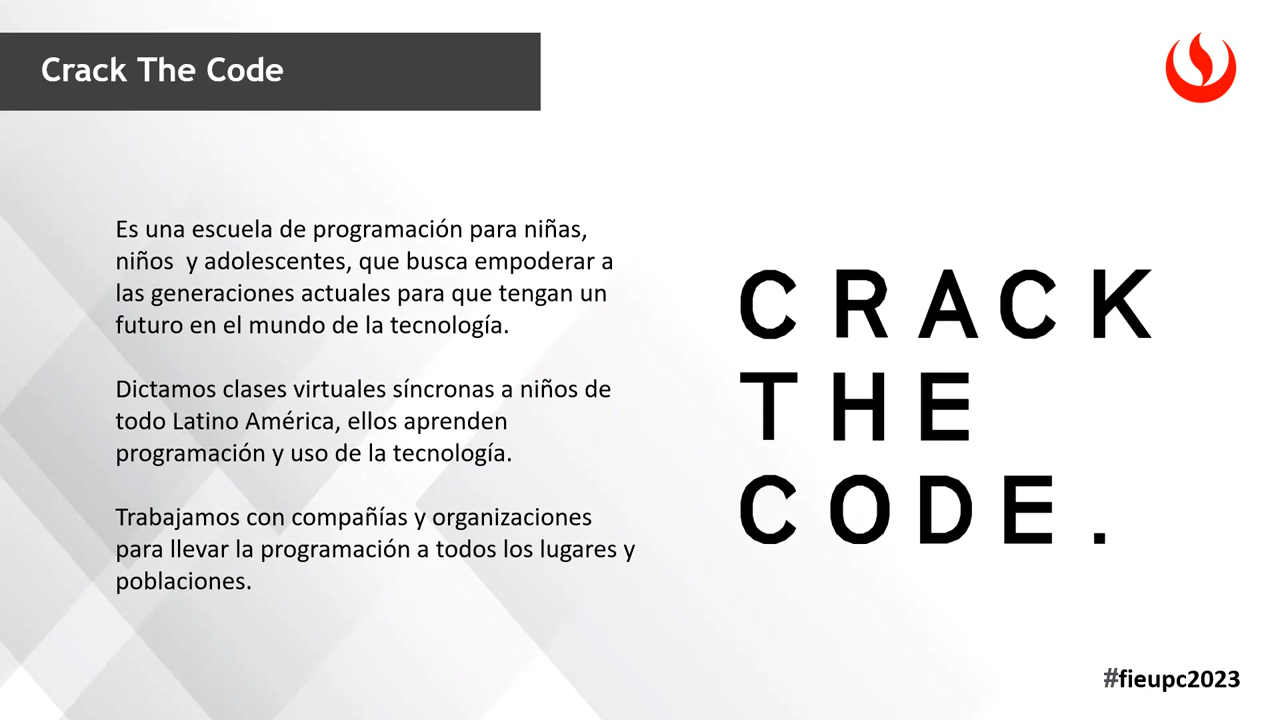 Crack The Code
Es una escuela de programación para niñas,
niños  y adolescentes, que busca empoderar a
las generaciones actuales para que tengan un
futuro en el mundo de la tecnología.
Dictamos clases virtuales síncronas a niños de
todo Latino América, ellos aprenden
programación y uso de la tecnología.
Trabajamos con compañías y organizaciones
para llevar la programación a todos los lugares y
poblaciones.
CRACK
THE
CODE.
#fieupc2023